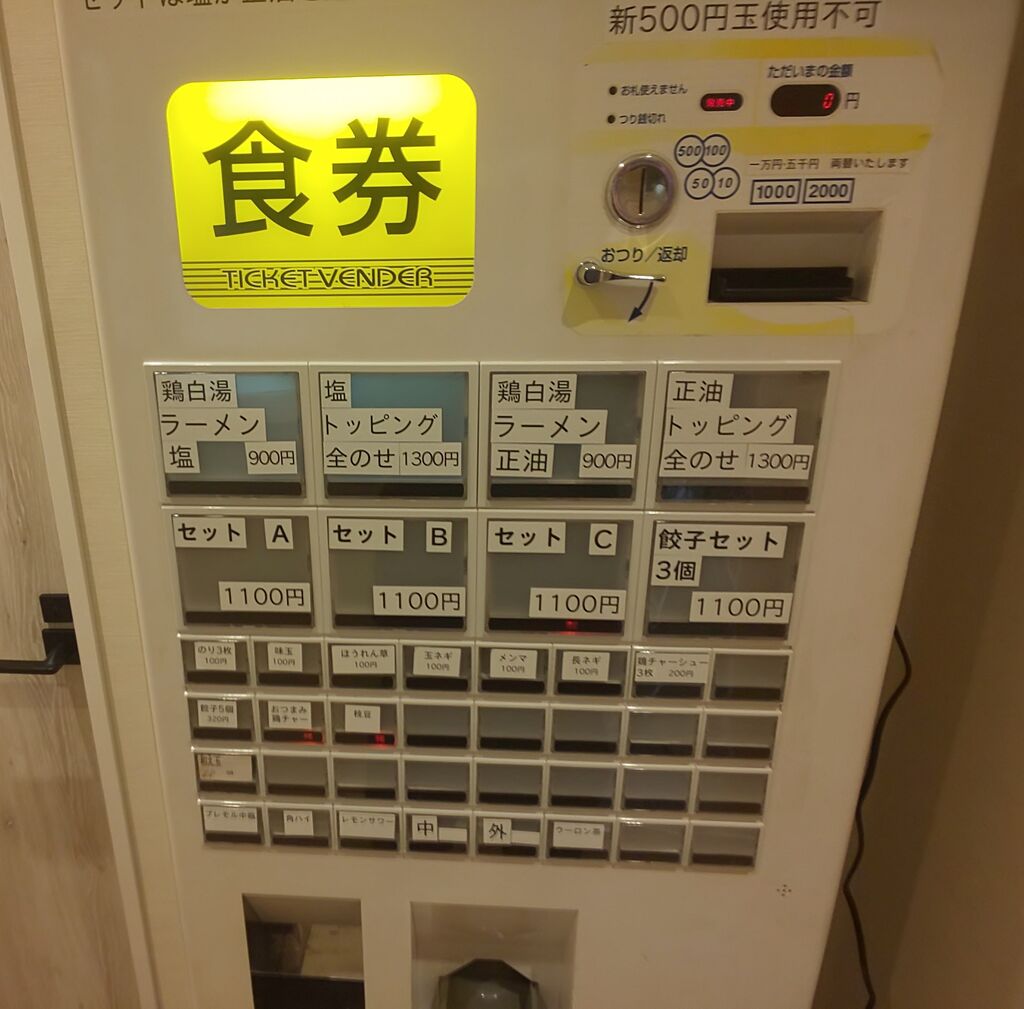 新500円玉使用不可
食券
TICKET VENDER
ただいまの金額
● お札使えません
発売中
0 円
● つり銭切れ
500 100
50 10
一万円・五千円 両替いたします
1000 2000
おつり／返却
鶏白湯
ラーメン
塩 900円
塩
トッピング
全のせ 1300円
鶏白湯
ラーメン
正油 900円
正油
トッピング
全のせ 1300円
セット A
1100円
セット B
1100円
セット C
1100円
餃子セット
3個
1100円
のり3枚
100円
味玉
100円
ほうれん草
100円
玉ネギ
100円
メンマ
100円
長ネギ
100円
鶏チャーシュー
3枚 200円
餃子5個
320円
おつまみ
鶏チャー
枝豆
プレモル中瓶
角ハイ
レモンサワー
中
外
ウーロン茶